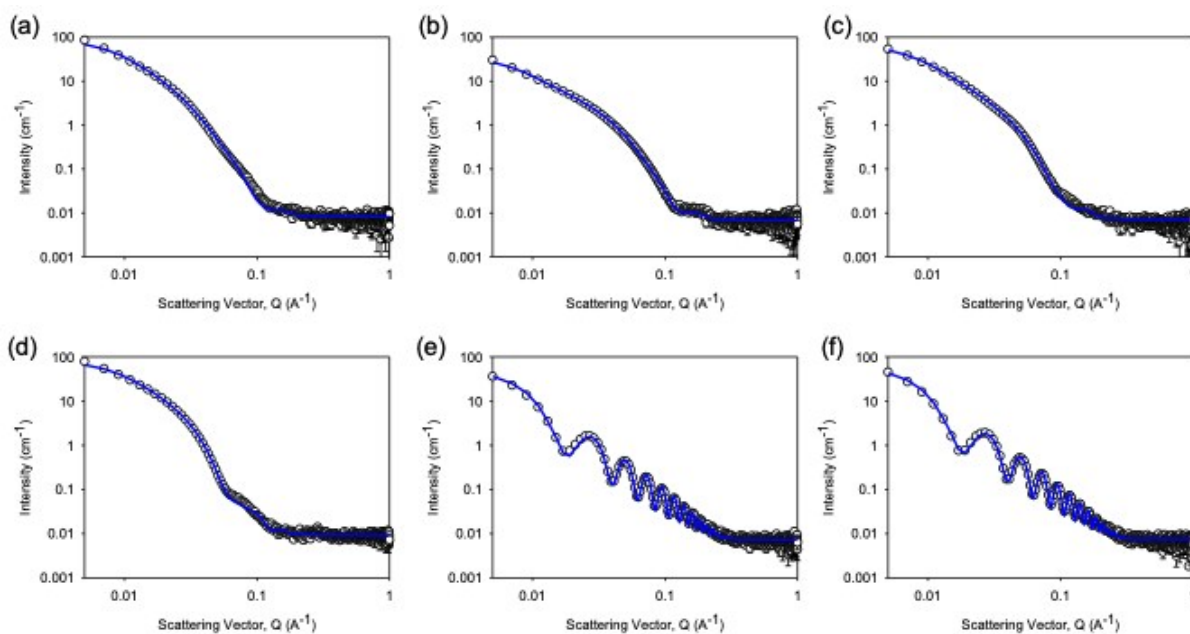 (a)
100
10
1
0.1
0.01
0.001
Intensity (cm⁻¹)
0.01 0.1 1
Scattering Vector, Q (A⁻¹)
(b)
100
10
1
0.1
0.01
0.001
Intensity (cm⁻¹)
0.01 0.1 1
Scattering Vector, Q (A⁻¹)
(c)
100
10
1
0.1
0.01
0.001
Intensity (cm⁻¹)
0.01 0.1 1
Scattering Vector, Q (A⁻¹)
(d)
100
10
1
0.1
0.01
0.001
Intensity (cm⁻¹)
0.01 0.1 1
Scattering Vector, Q (A⁻¹)
(e)
100
10
1
0.1
0.01
0.001
Intensity (cm⁻¹)
0.01 0.1 1
Scattering Vector, Q (A⁻¹)
(f)
100
10
1
0.1
0.01
0.001
Intensity (cm⁻¹)
0.01 0.1 1
Scattering Vector, Q (A⁻¹)